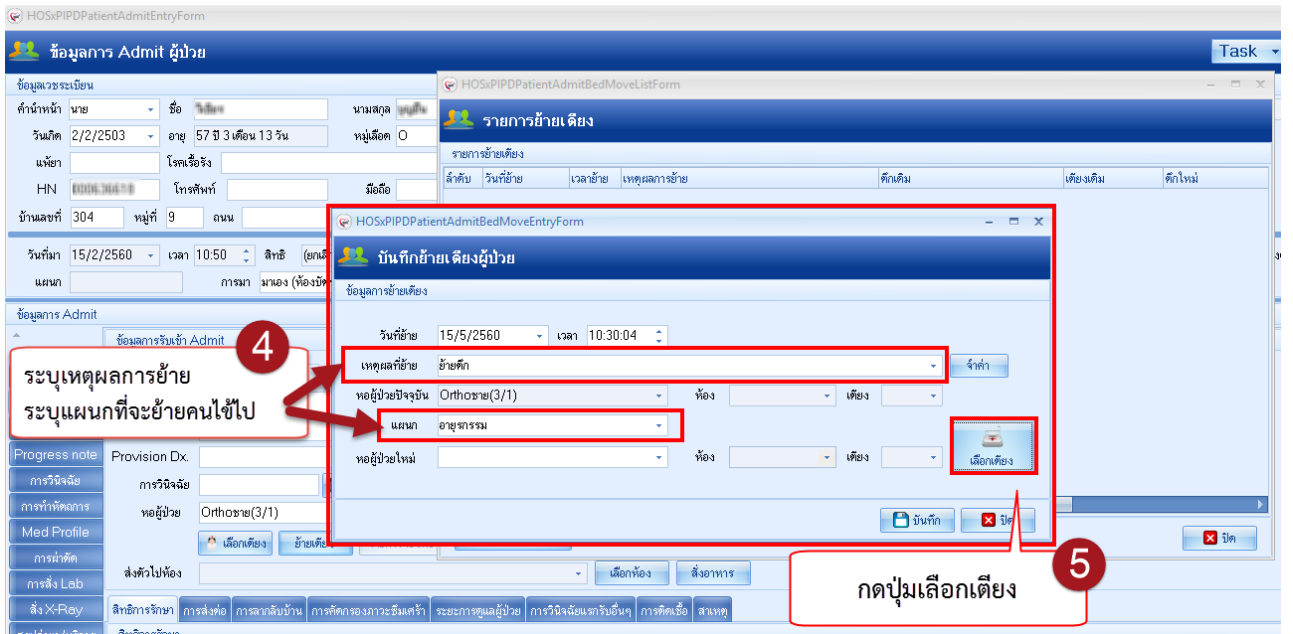 HOSxPIPDPatientAdmitEntryForm
ข้อมูลการ Admit ผู้ป่วย
Task
ข้อมูลเวชระเบียน
คำนำหน้า นาย ชื่อ นามสกุล
วันเกิด 2/2/2503 อายุ 57 ปี 3 เดือน 13 วัน หมู่เลือด O
แพ้ยา โรคเรื้อรัง
HN โทรศัพท์ มือถือ
บ้านเลขที่ 304 หมู่ที่ 9 ถนน
วันที่มา 15/2/2560 เวลา 10:50 สิทธิ
แผนก การมา
ข้อมูลการ Admit
ข้อมูลการรับเข้า Admit
HOSxPIPDPatientAdmitBedMoveListForm
รายการย้ายเตียง
รายการย้ายเตียง
ลำดับ วันที่ย้าย เวลาย้าย เหตุผลการย้าย ตึกเดิม เตียงเดิม ตึกใหม่
HOSxPIPDPatientAdmitBedMoveEntryForm
บันทึกย้ายเตียงผู้ป่วย
ข้อมูลการย้ายเตียง
วันที่ย้าย 15/5/2560 เวลา 10:30:04
เหตุผลที่ย้าย ย้ายตึก จำค่า
หอผู้ป่วยปัจจุบัน Orthoชาย(3/1) ห้อง เตียง
แผนก อายุรกรรม
หอผู้ป่วยใหม่ ห้อง เตียง เลือกเตียง
บันทึก ปิด
4
ระบุเหตุผลการย้าย
ระบุแผนกที่จะย้ายคนไข้ไป
Progress note Provision Dx.
การวินิจฉัย การวินิจฉัย
การทำหัตถการ หอผู้ป่วย Orthoชาย(3/1)
Med Profile เลือกเตียง
การผ่าตัด
ปิด
ส่งตัวไปห้อง เลือกห้อง สั่งอาหาร
การสั่ง Lab
สั่ง X-Ray สิทธิการรักษา การส่งต่อ การลากลับบ้าน การคัดกรองภาวะซึมเศร้า ระยะการดูแลผู้ป่วย การวินิจฉัยแรกรับอื่นๆ การติดเชื้อ สาเหตุ
5
กดปุ่มเลือกเตียง